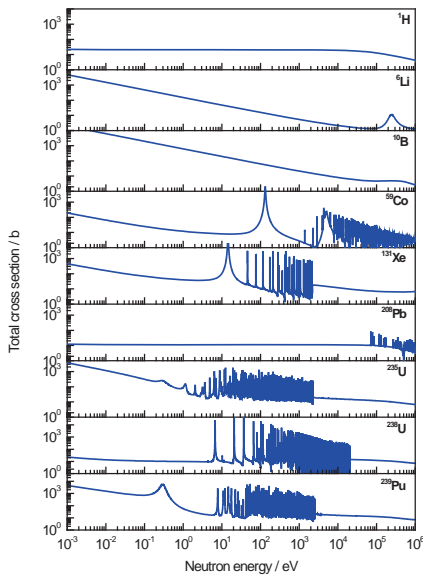 10³
¹H
10⁰
10³
⁶Li
10⁰
10³
¹⁰B
10⁰
10³
⁵⁹Co
10⁰
10³
¹³¹Xe
10⁰
10³
²⁰⁸Pb
10⁰
10³
²³⁵U
10⁰
10³
²³⁸U
10⁰
10³
²³⁹Pu
10⁰
Total cross section / b
10⁻³ 10⁻² 10⁻¹ 10⁰ 10¹ 10² 10³ 10⁴ 10⁵ 10⁶
Neutron energy / eV